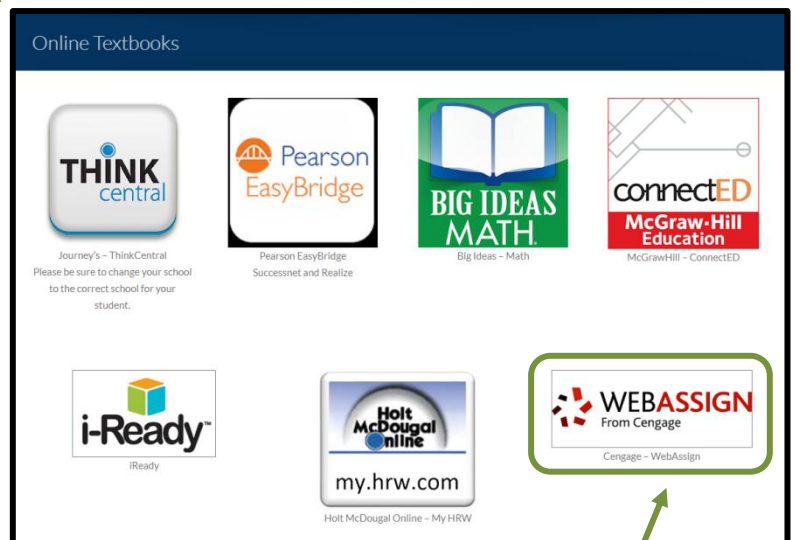 Online Textbooks
THINK
central
Journey's – ThinkCentral
Please be sure to change your school
to the correct school for your
student.
Pearson
EasyBridge
Pearson EasyBridge
Successnet and Realize
BIG IDEAS
MATH
Big Ideas – Math
connectED
McGraw-Hill
Education
McGrawHill – ConnectED
i-Ready™
iReady
Holt
McDougal
Online
my.hrw.com
Holt McDougal Online – My HRW
WEBASSIGN
From Cengage
Cengage – WebAssign